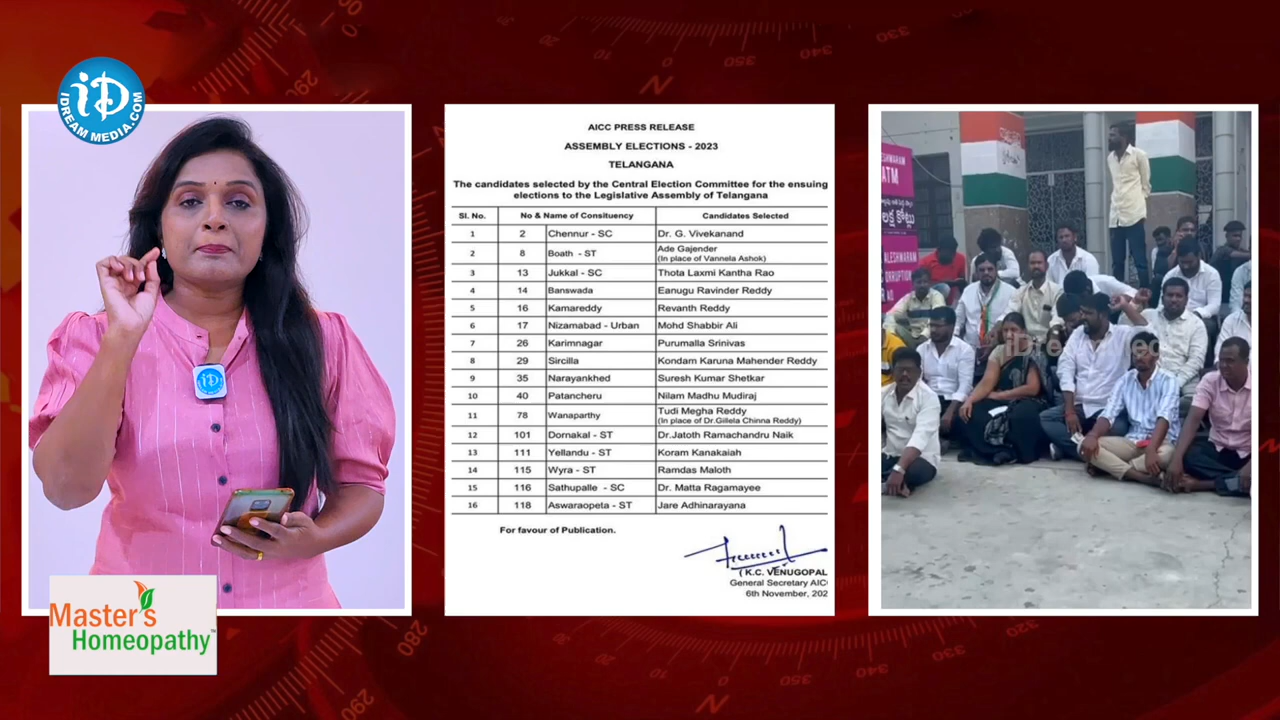 iD
IDREAM MEDIA.COM
AICC PRESS RELEASE
ASSEMBLY ELECTIONS - 2023
TELANGANA
The candidates selected by the Central Election Committee for the ensuing
elections to the Legislative Assembly of Telangana
Sl. No. No & Name of Consituency Candidates Selected
1 2 Chennur - SC Dr. G. Vivekanand
2 8 Boath - ST Ade Gajender
(In place of Vannela Ashok)
3 13 Jukkal - SC Thota Laxmi Kantha Rao
4 14 Banswada Eanugu Ravinder Reddy
5 16 Kamareddy Revanth Reddy
6 17 Nizamabad - Urban Mohd Shabbir Ali
7 26 Karimnagar Purumalla Srinivas
8 29 Sircilla Kondam Karuna Mahender Reddy
9 35 Narayankhed Suresh Kumar Shetkar
10 40 Patancheru Nilam Madhu Mudiraj
11 78 Wanaparthy Tudi Megha Reddy
(In place of Dr.Gillela Chinna Reddy)
12 101 Dornakal - ST Dr.Jatoth Ramachandru Naik
13 111 Yellandu - ST Koram Kanakaiah
14 115 Wyra - ST Ramdas Maloth
15 116 Sathupalle - SC Dr. Matta Ragamayee
16 118 Aswaraopeta - ST Jare Adhinarayana
For favour of Publication.
( K.C. VENUGOPAL
General Secretary AIC
6th November, 202
LESHWARAM
ATM
లక్ష కోట్లు
ALESHWARAM
ORRUPTION
iDream Med
iD
Master's
Homeopathy™